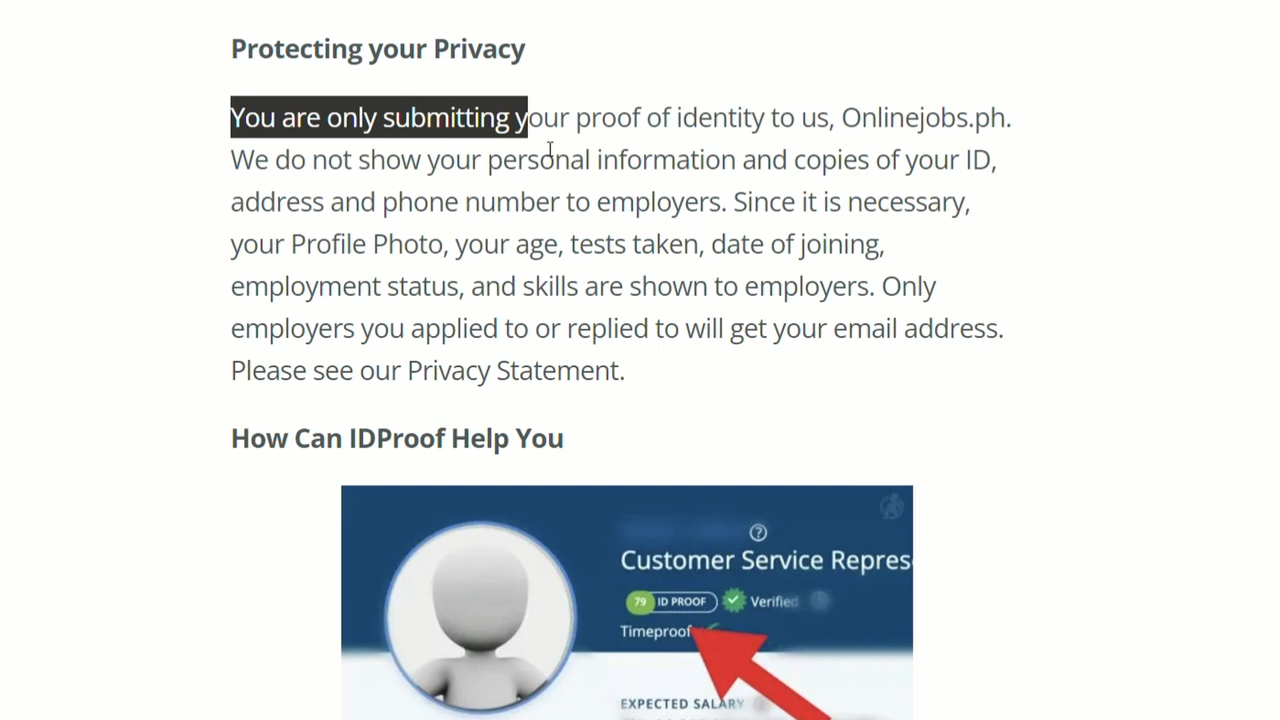 Protecting your Privacy
You are only submitting your proof of identity to us, Onlinejobs.ph.
We do not show your personal information and copies of your ID,
address and phone number to employers. Since it is necessary,
your Profile Photo, your age, tests taken, date of joining,
employment status, and skills are shown to employers. Only
employers you applied to or replied to will get your email address.
Please see our Privacy Statement.
How Can IDProof Help You
?
Customer Service Repres
79 ID PROOF Verified
Timeproof
EXPECTED SALARY